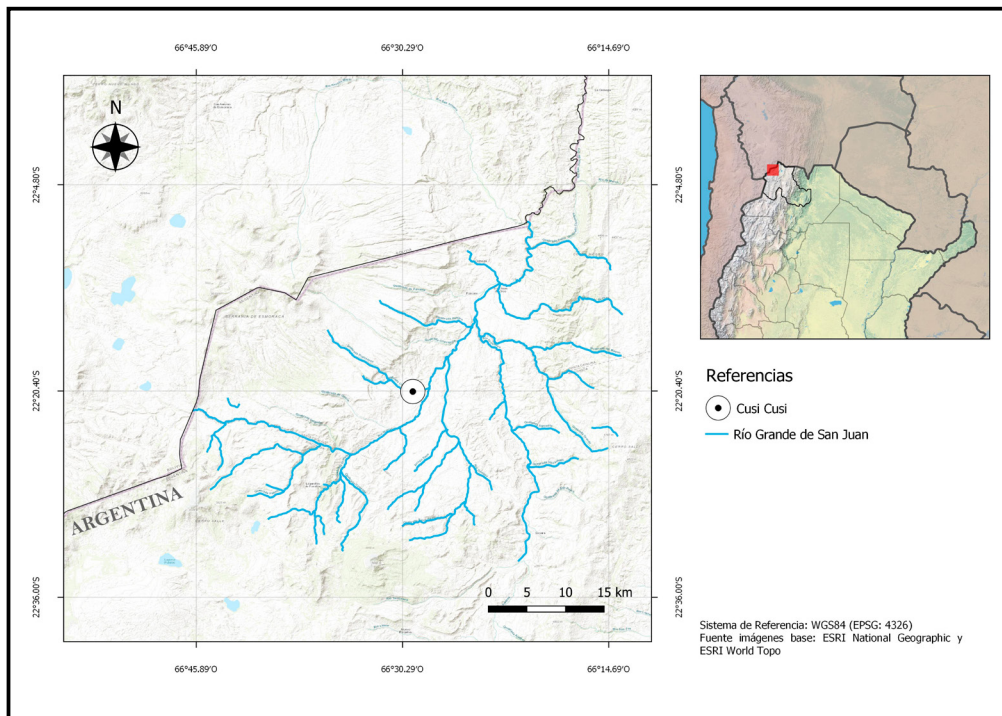 66°45.89'O 66°30.29'O 66°14.69'O
N
22°4.80'S 22°4.80'S
22°20.40'S 22°20.40'S
ARGENTINA
22°36.00'S 22°36.00'S
0 5 10 15 km
66°45.89'O 66°30.29'O 66°14.69'O
Referencias
Cusi Cusi
Río Grande de San Juan
Sistema de Referencia: WGS84 (EPSG: 4326)
Fuente imágenes base: ESRI National Geographic y
ESRI World Topo